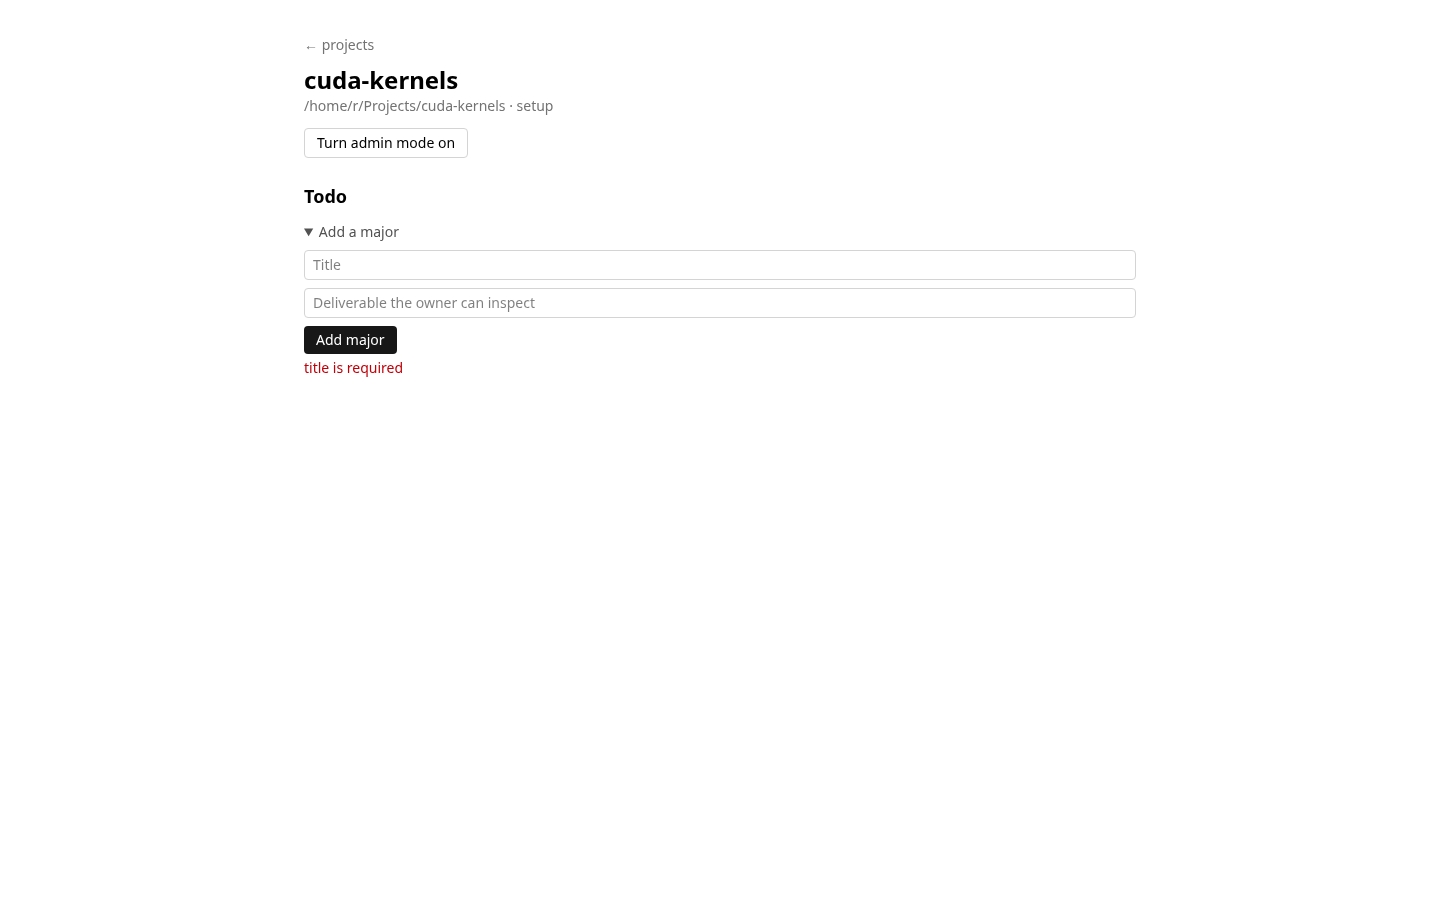 ← projects
cuda-kernels
/home/r/Projects/cuda-kernels · setup
Turn admin mode on
Todo
▼ Add a major
Title
Deliverable the owner can inspect
Add major
title is required